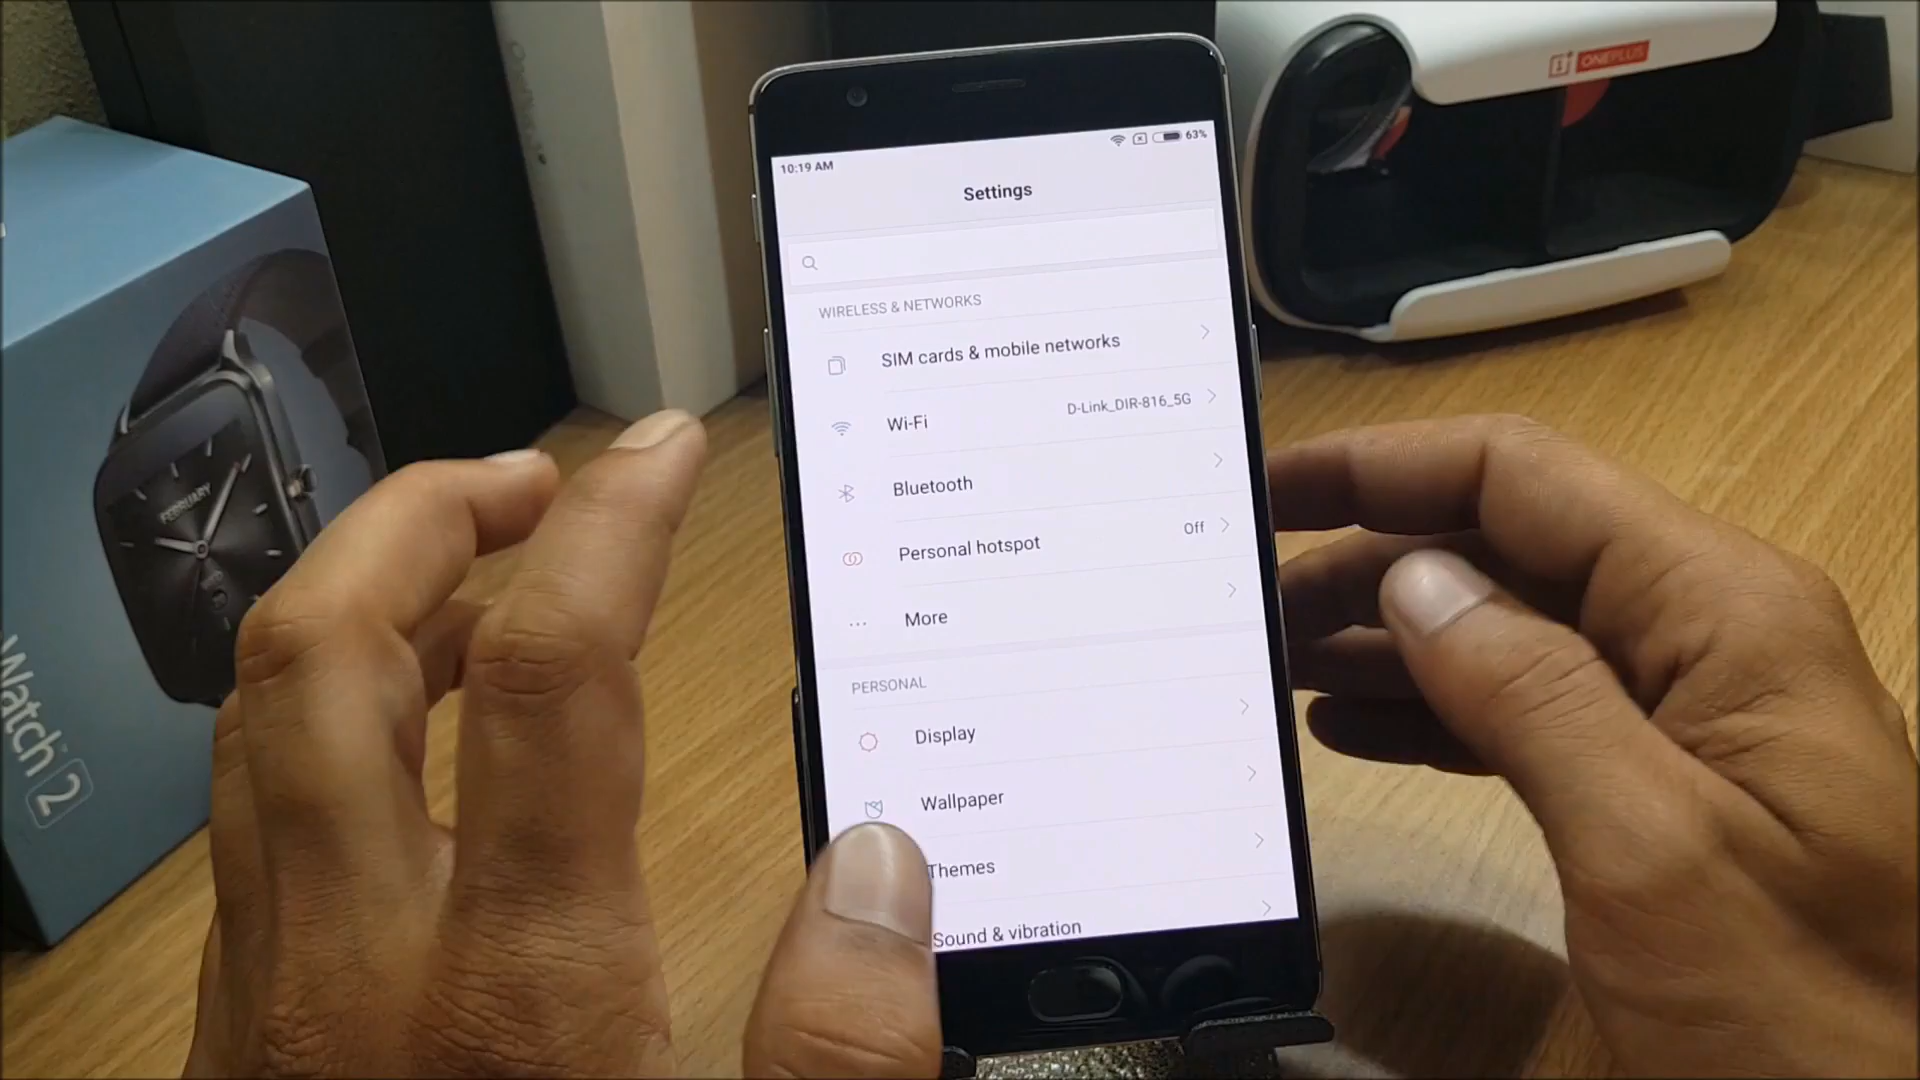 ONEPLUS
10:19 AM
63%
Settings
WIRELESS & NETWORKS
SIM cards & mobile networks
Wi-Fi
D-Link_DIR-816_5G
Bluetooth
Personal hotspot
Off
More
PERSONAL
Display
Wallpaper
Themes
Sound & vibration
FEBRUARY
Watch™ 2